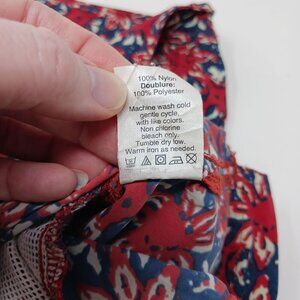 100% Nylon
Doublure:
100% Polyester
Machine wash cold
gentle cycle,
with like colors.
Non chlorine
bleach only.
Tumble dry low.
Warm iron as needed.